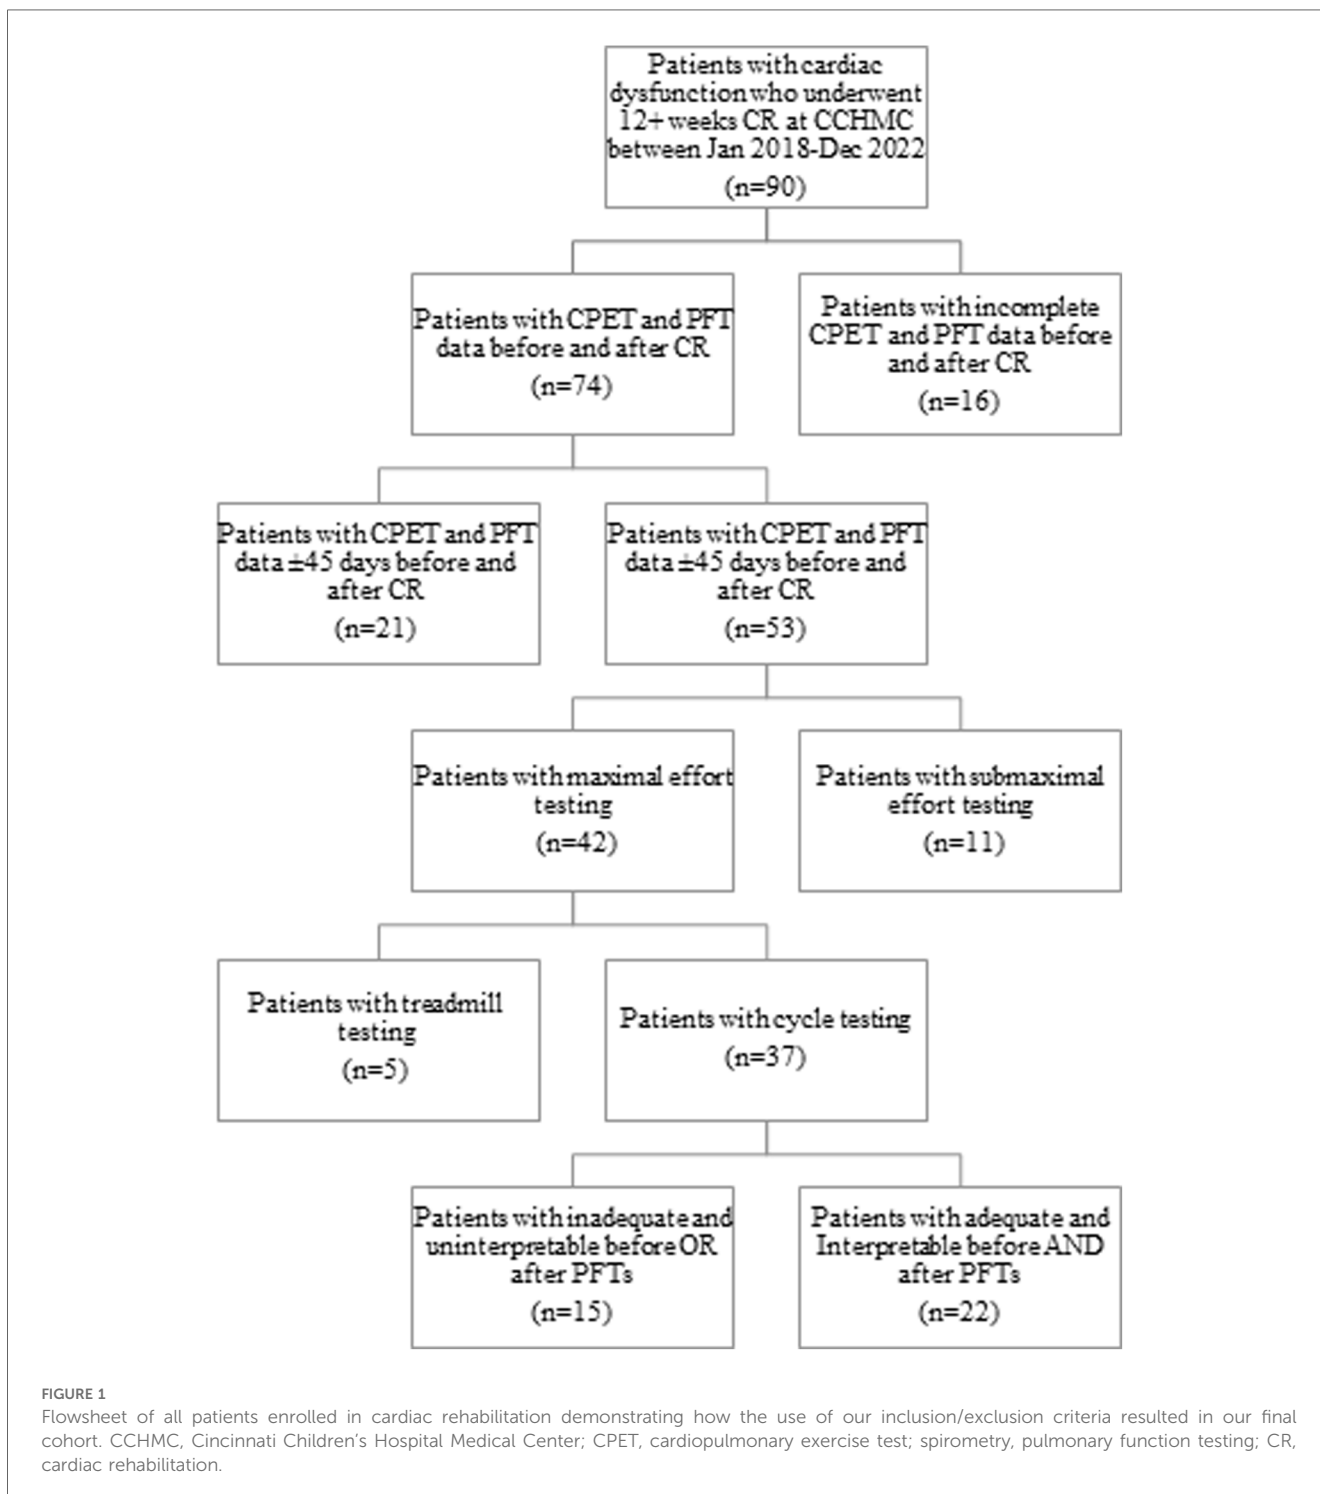 Patients with cardiac
dysfunction who underwent
12+ weeks CR at CCHMC
between Jan 2018-Dec 2022
(n=90)
Patients with CPET and PFT
data before and after CR
(n=74)
Patients with incomplete
CPET and PFT data before
and after CR
(n=16)
Patients with CPET and PFT
data ±45 days before and
after CR
(n=21)
Patients with CPET and PFT
data ±45 days before and
after CR
(n=53)
Patients with maximal effort
testing
(n=42)
Patients with submaximal
effort testing
(n=11)
Patients with treadmill
testing
(n=5)
Patients with cycle testing
(n=37)
Patients with inadequate and
uninterpretable before OR
after PFTs
(n=15)
Patients with adequate and
Interpretable before AND
after PFTs
(n=22)
FIGURE 1
Flowsheet of all patients enrolled in cardiac rehabilitation demonstrating how the use of our inclusion/exclusion criteria resulted in our final
cohort. CCHMC, Cincinnati Children's Hospital Medical Center; CPET, cardiopulmonary exercise test; spirometry, pulmonary function testing; CR,
cardiac rehabilitation.